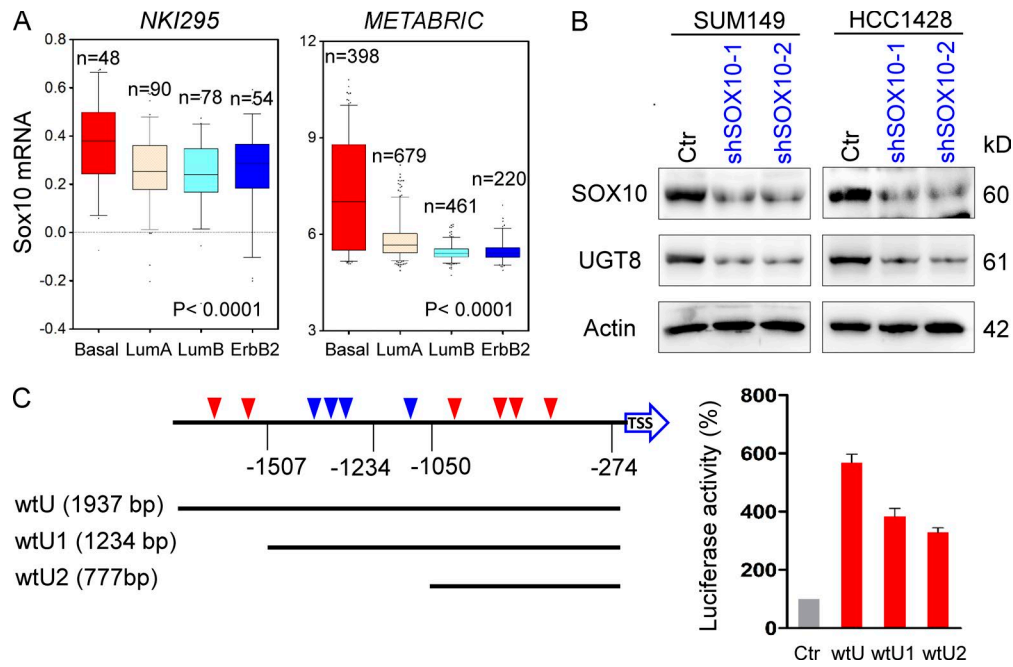 A
NKI295
METABRIC
Sox10 mRNA
0.8
0.6
0.4
0.2
0.0
-0.2
-0.4
n=48
n=90
n=78
n=54
P< 0.0001
Basal LumA LumB ErbB2
12
9
6
3
n=398
n=679
n=461
n=220
P< 0.0001
Basal LumA LumB ErbB2
B
SUM149 HCC1428
Ctr shSOX10-1 shSOX10-2 Ctr shSOX10-1 shSOX10-2 kD
SOX10 60
UGT8 61
Actin 42
C
TSS
-1507 -1234 -1050 -274
wtU (1937 bp)
wtU1 (1234 bp)
wtU2 (777bp)
Luciferase activity (%)
800
600
400
200
0
Ctr wtU wtU1 wtU2